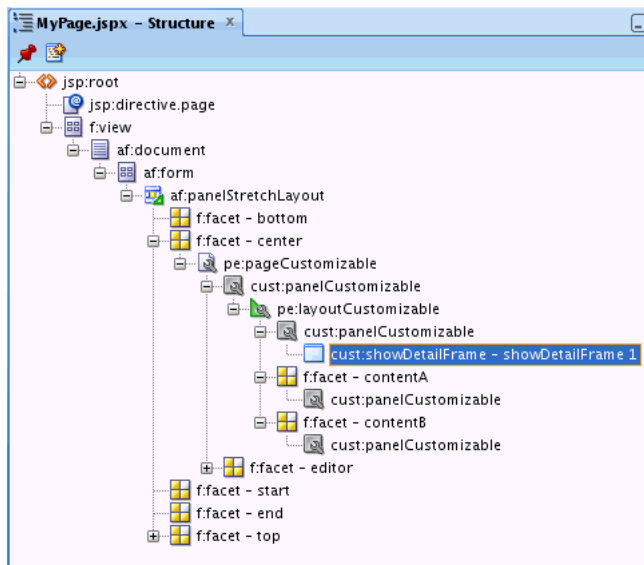 MyPage.jspx - Structure x
jsp:root
jsp:directive.page
f:view
af:document
af:form
af:panelStretchLayout
f:facet - bottom
f:facet - center
pe:pageCustomizable
cust:panelCustomizable
pe:layoutCustomizable
cust:panelCustomizable
cust:showDetailFrame - showDetailFrame 1
f:facet - contentA
cust:panelCustomizable
f:facet - contentB
cust:panelCustomizable
f:facet - editor
f:facet - start
f:facet - end
f:facet - top